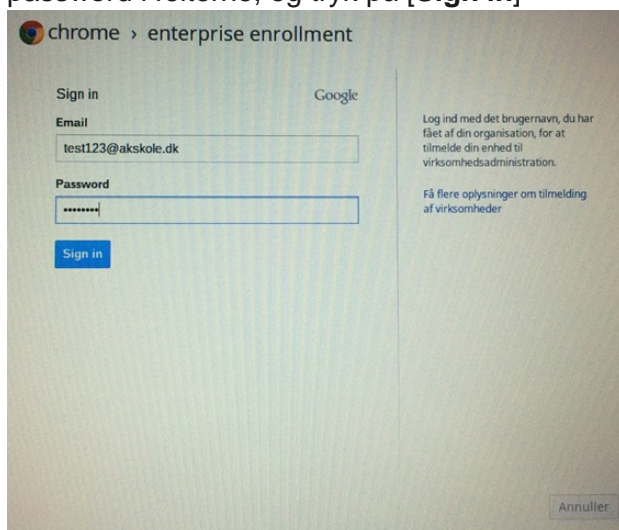 chrome › enterprise enrollment
Sign in
Google
Email
test123@akskole.dk
Password
••••••••
Sign in
Log ind med det brugernavn, du har
fået af din organisation, for at
tilmelde din enhed til
virksomhedsadministration.
Få flere oplysninger om tilmelding
af virksomheder
Annuller